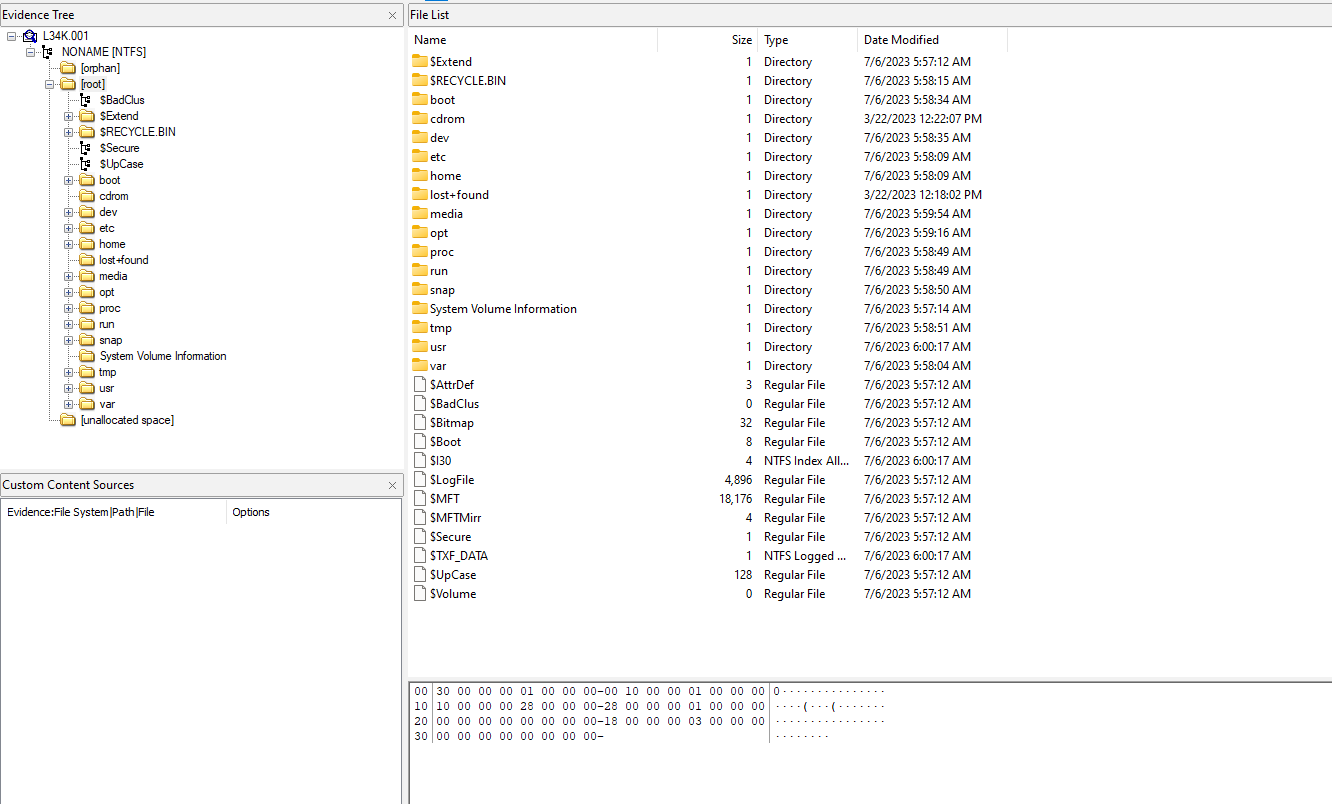 Evidence Tree
L34K.001
NONAME [NTFS]
[orphan]
[root]
$BadClus
$Extend
$RECYCLE.BIN
$Secure
$UpCase
boot
cdrom
dev
etc
home
lost+found
media
opt
proc
run
snap
System Volume Information
tmp
usr
var
[unallocated space]
Custom Content Sources
Evidence:File System|Path|File Options
File List
Name Size Type Date Modified
$Extend 1 Directory 7/6/2023 5:57:12 AM
$RECYCLE.BIN 1 Directory 7/6/2023 5:58:15 AM
boot 1 Directory 7/6/2023 5:58:34 AM
cdrom 1 Directory 3/22/2023 12:22:07 PM
dev 1 Directory 7/6/2023 5:58:35 AM
etc 1 Directory 7/6/2023 5:58:09 AM
home 1 Directory 7/6/2023 5:58:09 AM
lost+found 1 Directory 3/22/2023 12:18:02 PM
media 1 Directory 7/6/2023 5:59:54 AM
opt 1 Directory 7/6/2023 5:59:16 AM
proc 1 Directory 7/6/2023 5:58:49 AM
run 1 Directory 7/6/2023 5:58:49 AM
snap 1 Directory 7/6/2023 5:58:50 AM
System Volume Information 1 Directory 7/6/2023 5:57:14 AM
tmp 1 Directory 7/6/2023 5:58:51 AM
usr 1 Directory 7/6/2023 6:00:17 AM
var 1 Directory 7/6/2023 5:58:04 AM
$AttrDef 3 Regular File 7/6/2023 5:57:12 AM
$BadClus 0 Regular File 7/6/2023 5:57:12 AM
$Bitmap 32 Regular File 7/6/2023 5:57:12 AM
$Boot 8 Regular File 7/6/2023 5:57:12 AM
$I30 4 NTFS Index All... 7/6/2023 6:00:17 AM
$LogFile 4,896 Regular File 7/6/2023 5:57:12 AM
$MFT 18,176 Regular File 7/6/2023 5:57:12 AM
$MFTMirr 4 Regular File 7/6/2023 5:57:12 AM
$Secure 1 Regular File 7/6/2023 5:57:12 AM
$TXF_DATA 1 NTFS Logged ... 7/6/2023 6:00:17 AM
$UpCase 128 Regular File 7/6/2023 5:57:12 AM
$Volume 0 Regular File 7/6/2023 5:57:12 AM
00 30 00 00 00 01 00 00 00-00 10 00 00 01 00 00 00 0···············
10 10 00 00 00 28 00 00 00-28 00 00 00 01 00 00 00 ····(···(·······
20 00 00 00 00 00 00 00 00-18 00 00 00 03 00 00 00 ················
30 00 00 00 00 00 00 00 00- ········